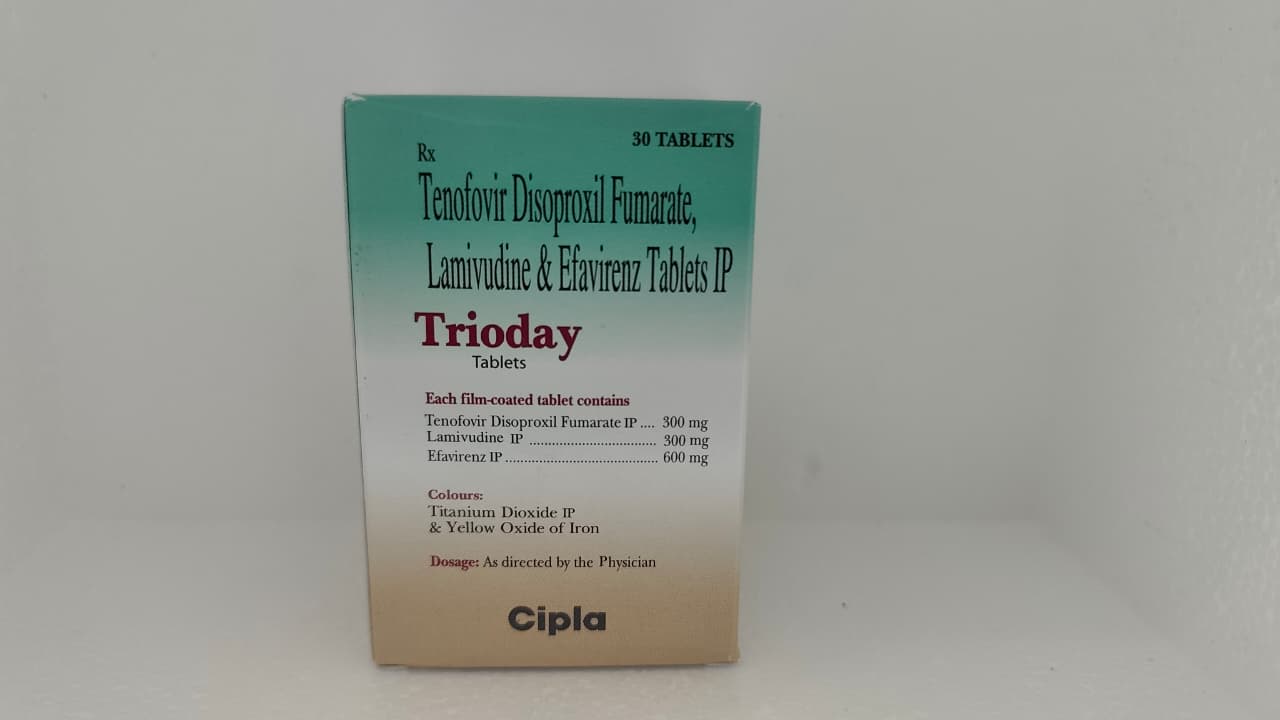 30 TABLETS
Rx
Tenofovir Disoproxil Fumarate,
Lamivudine & Efavirenz Tablets IP
Trioday
Tablets
Each film-coated tablet contains
Tenofovir Disoproxil Fumarate IP .... 300 mg
Lamivudine IP .................................. 300 mg
Efavirenz IP ......................................... 600 mg
Colours:
Titanium Dioxide IP
& Yellow Oxide of Iron
Dosage: As directed by the Physician
Cipla